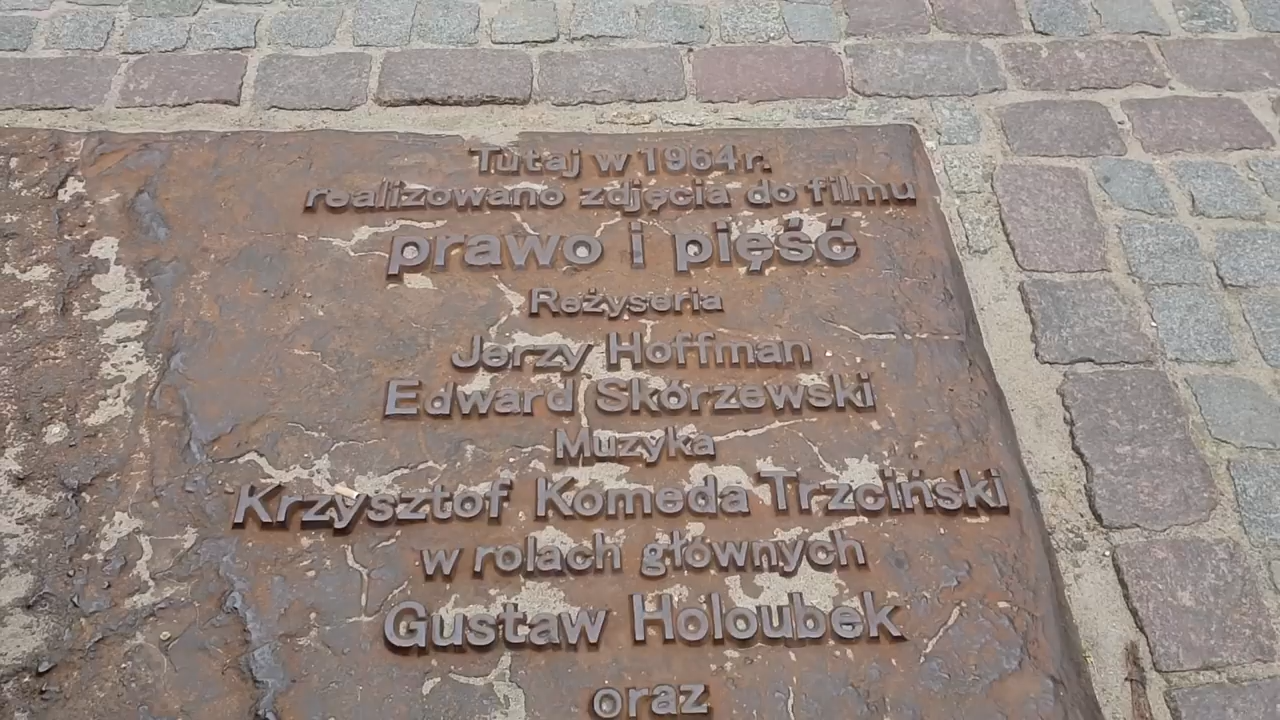 Tutaj w 1964 r.
realizowano zdjęcia do filmu
prawo i pięść
Reżyseria
Jerzy Hoffman
Edward Skórzewski
Muzyka
Krzysztof Komeda Trzciński
w rolach głównych
Gustaw Holoubek
oraz